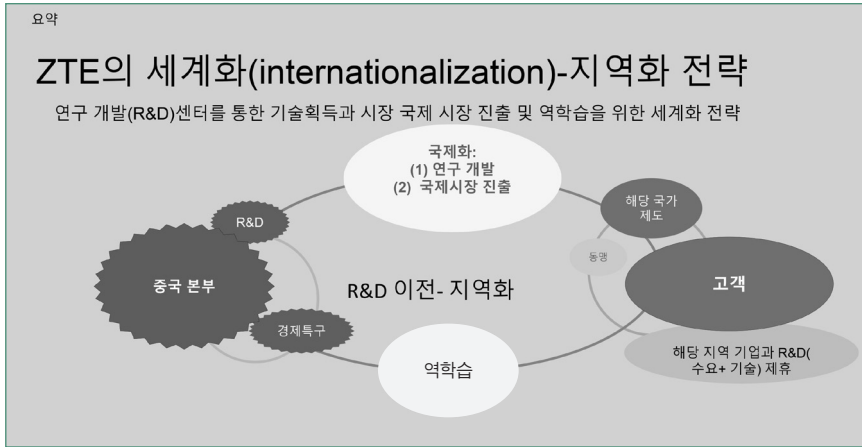 요약
ZTE의 세계화(internationalization)-지역화 전략
연구 개발(R&D)센터를 통한 기술획득과 시장 국제 시장 진출 및 역학습을 위한 세계화 전략
국제화:
(1) 연구 개발
(2) 국제시장 진출
해당 국가
제도
R&D
동맹
중국 본부
R&D 이전- 지역화
고객
경제특구
역학습
해당 지역 기업과 R&D(
수요+ 기술) 제휴